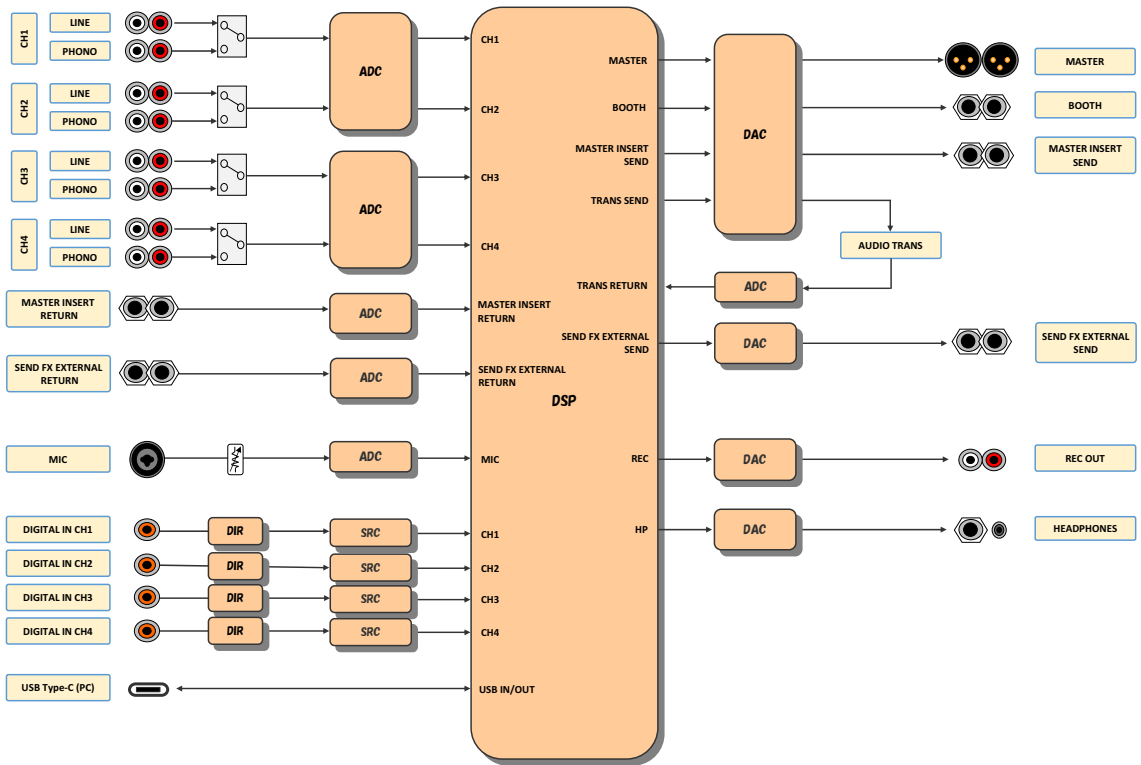 CH1
LINE
PHONO
CH2
LINE
PHONO
CH3
LINE
PHONO
CH4
LINE
PHONO
MASTER INSERT
RETURN
SEND FX EXTERNAL
RETURN
MIC
DIGITAL IN CH1
DIGITAL IN CH2
DIGITAL IN CH3
DIGITAL IN CH4
USB Type-C (PC)
DIR
DIR
DIR
DIR
ADC
ADC
ADC
ADC
ADC
SRC
SRC
SRC
SRC
CH1
CH2
CH3
CH4
MASTER INSERT
RETURN
SEND FX EXTERNAL
RETURN
MIC
CH1
CH2
CH3
CH4
USB IN/OUT
DSP
MASTER
BOOTH
MASTER INSERT
SEND
TRANS SEND
TRANS RETURN
SEND FX EXTERNAL
SEND
REC
HP
DAC
ADC
DAC
DAC
DAC
AUDIO TRANS
MASTER
BOOTH
MASTER INSERT
SEND
SEND FX EXTERNAL
SEND
REC OUT
HEADPHONES